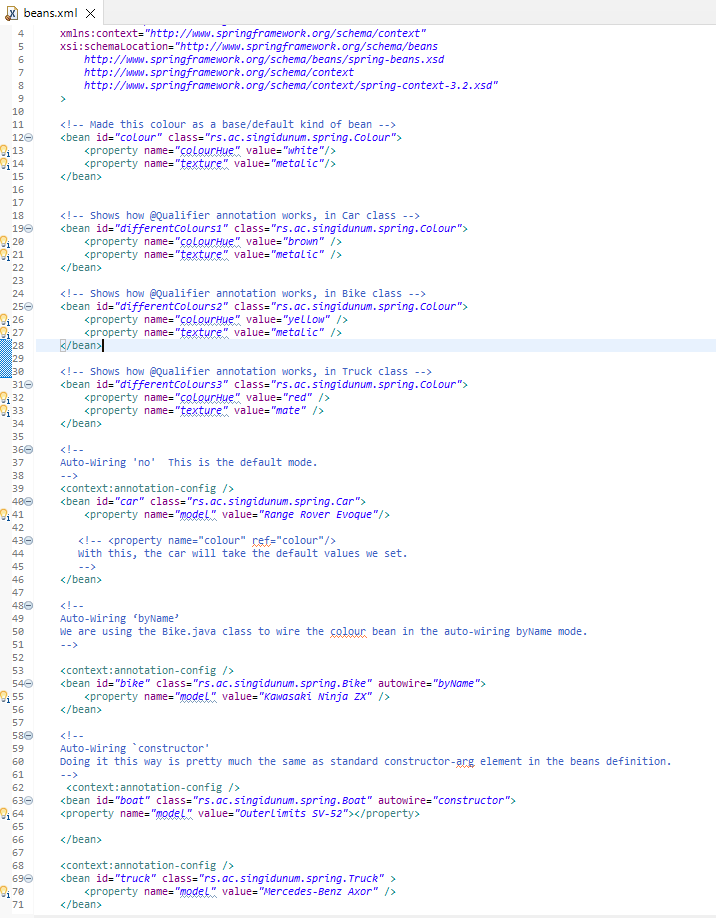 beans.xml
4 xmlns:context="http://www.springframework.org/schema/context"
5 xsi:schemaLocation="http://www.springframework.org/schema/beans
6 http://www.springframework.org/schema/beans/spring-beans.xsd
7 http://www.springframework.org/schema/context
8 http://www.springframework.org/schema/context/spring-context-3.2.xsd"
9 >
10
11 <!-- Made this colour as a base/default kind of bean -->
12 <bean id="colour" class="rs.ac.singidunum.spring.Colour">
13 <property name="colourHue" value="white"/>
14 <property name="texture" value="metalic"/>
15 </bean>
16
17
18 <!-- Shows how @Qualifier annotation works, in Car class -->
19 <bean id="differentColours1" class="rs.ac.singidunum.spring.Colour">
20 <property name="colourHue" value="brown" />
21 <property name="texture" value="metalic" />
22 </bean>
23
24 <!-- Shows how @Qualifier annotation works, in Bike class -->
25 <bean id="differentColours2" class="rs.ac.singidunum.spring.Colour">
26 <property name="colourHue" value="yellow" />
27 <property name="texture" value="metalic" />
28 </bean>
29
30 <!-- Shows how @Qualifier annotation works, in Truck class -->
31 <bean id="differentColours3" class="rs.ac.singidunum.spring.Colour">
32 <property name="colourHue" value="red" />
33 <property name="texture" value="mate" />
34 </bean>
35
36 <!--
37 Auto-Wiring 'no'  This is the default mode.
38 -->
39 <context:annotation-config />
40 <bean id="car" class="rs.ac.singidunum.spring.Car">
41 <property name="model" value="Range Rover Evoque"/>
42
43 <!-- <property name="colour" ref="colour"/>
44 With this, the car will take the default values we set.
45 -->
46 </bean>
47
48 <!--
49 Auto-Wiring ‘byName’
50 We are using the Bike.java class to wire the colour bean in the auto-wiring byName mode.
51 -->
52
53 <context:annotation-config />
54 <bean id="bike" class="rs.ac.singidunum.spring.Bike" autowire="byName">
55 <property name="model" value="Kawasaki Ninja ZX" />
56 </bean>
57
58 <!--
59 Auto-Wiring `constructor'
60 Doing it this way is pretty much the same as standard constructor-arg element in the beans definition.
61 -->
62 <context:annotation-config />
63 <bean id="boat" class="rs.ac.singidunum.spring.Boat" autowire="constructor">
64 <property name="model" value="Outerlimits SV-52"></property>
65
66 </bean>
67
68 <context:annotation-config />
69 <bean id="truck" class="rs.ac.singidunum.spring.Truck" >
70 <property name="model" value="Mercedes-Benz Axor" />
71 </bean>